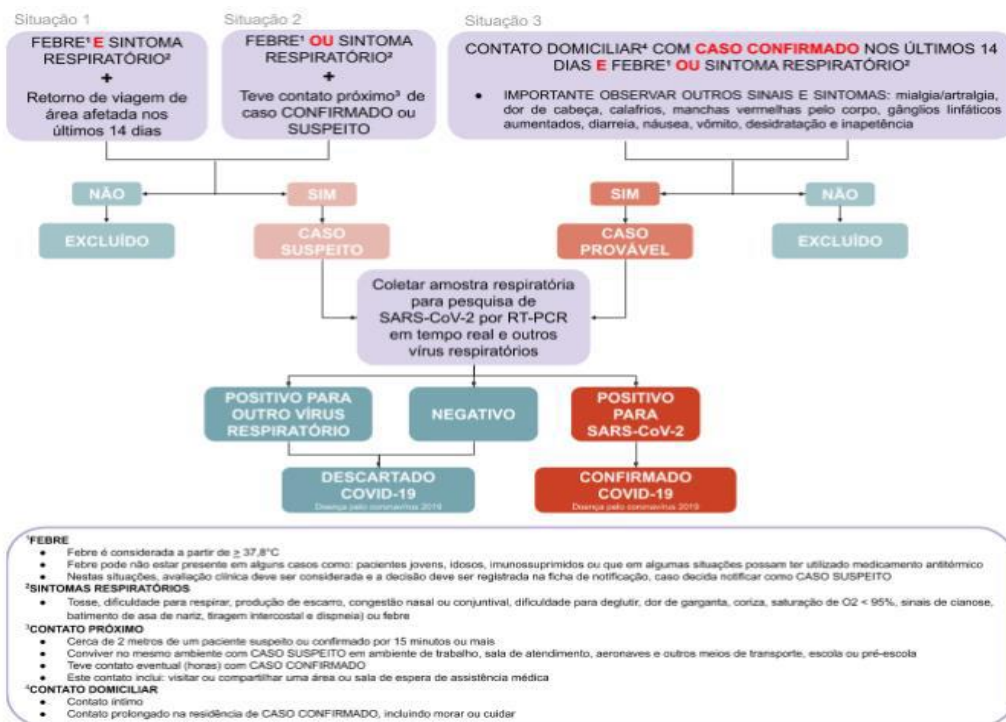 Situação 1
FEBRE¹ E SINTOMA
RESPIRATÓRIO²
+
Retorno de viagem de
área afetada nos
últimos 14 dias
Situação 2
FEBRE¹ OU SINTOMA
RESPIRATÓRIO²
+
Teve contato próximo³ de
caso CONFIRMADO ou
SUSPEITO
Situação 3
CONTATO DOMICILIAR⁴ COM CASO CONFIRMADO NOS ÚLTIMOS 14
DIAS E FEBRE¹ OU SINTOMA RESPIRATÓRIO²
● IMPORTANTE OBSERVAR OUTROS SINAIS E SINTOMAS: mialgia/artralgia,
dor de cabeça, calafrios, manchas vermelhas pelo corpo, gânglios linfáticos
aumentados, diarreia, náusea, vômito, desidratação e inapetência
NÃO
SIM
SIM
NÃO
EXCLUÍDO
CASO
SUSPEITO
CASO
PROVÁVEL
EXCLUÍDO
Coletar amostra respiratória
para pesquisa de
SARS-CoV-2 por RT-PCR
em tempo real e outros
vírus respiratórios
POSITIVO PARA
OUTRO VÍRUS
RESPIRATÓRIO
NEGATIVO
POSITIVO
PARA
SARS-CoV-2
DESCARTADO
COVID-19
Doença pelo coronavírus 2019
CONFIRMADO
COVID-19
Doença pelo coronavírus 2019
¹FEBRE
● Febre é considerada a partir de ≥ 37,8°C
● Febre pode não estar presente em alguns casos como: pacientes jovens, idosos, imunossuprimidos ou que em algumas situações possam ter utilizado medicamento antitérmico
● Nestas situações, avaliação clínica deve ser considerada e a decisão deve ser registrada na ficha de notificação, caso decida notificar como CASO SUSPEITO
²SINTOMAS RESPIRATÓRIOS
● Tosse, dificuldade para respirar, produção de escarro, congestão nasal ou conjuntival, dificuldade para deglutir, dor de garganta, coriza, saturação de O2 < 95%, sinais de cianose,
batimento de asa de nariz, tiragem intercostal e dispneia) ou febre
³CONTATO PRÓXIMO
● Cerca de 2 metros de um paciente suspeito ou confirmado por 15 minutos ou mais
● Conviver no mesmo ambiente com CASO SUSPEITO em ambiente de trabalho, sala de atendimento, aeronaves e outros meios de transporte, escola ou pré-escola
● Teve contato eventual (horas) com CASO CONFIRMADO
● Este contato inclui: visitar ou compartilhar uma área ou sala de espera de assistência médica
⁴CONTATO DOMICILIAR
● Contato íntimo
● Contato prolongado na residência de CASO CONFIRMADO, incluindo morar ou cuidar